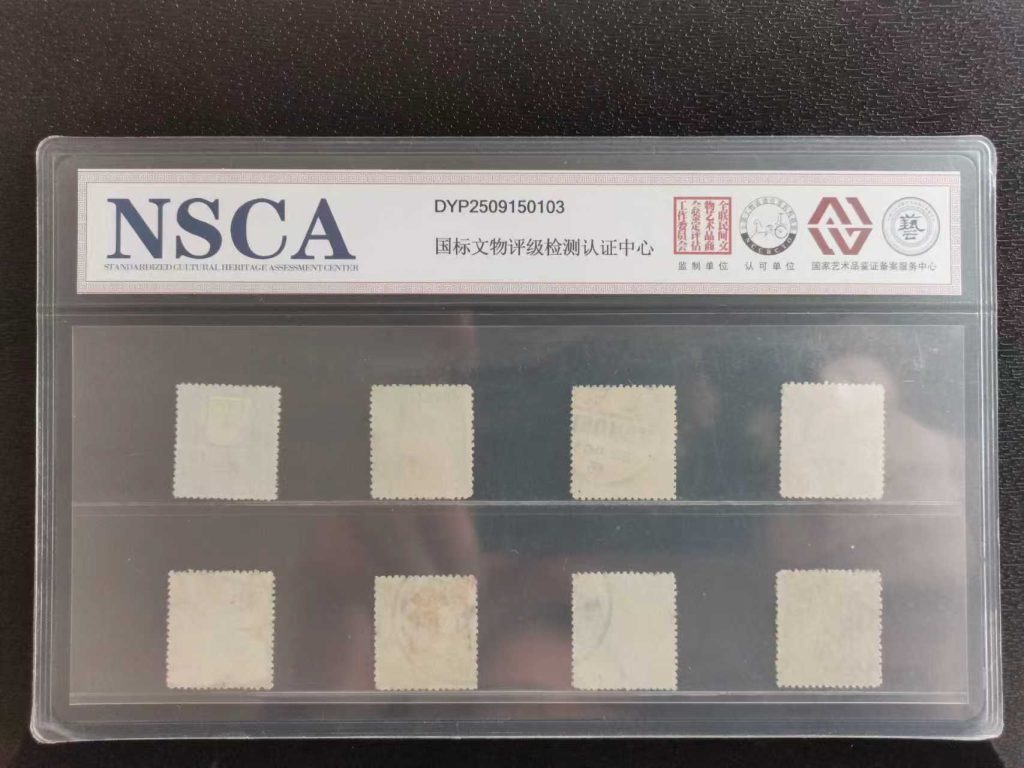 NSCA
STANDARDIZED CULTURAL HERITAGE ASSESSMENT CENTER
DYP2509150103
国标文物评级检测认证中心
全联民间文
物艺术品商
会鉴定评估
工作委员会
监制单位
认可单位
国家艺术品鉴证备案服务中心